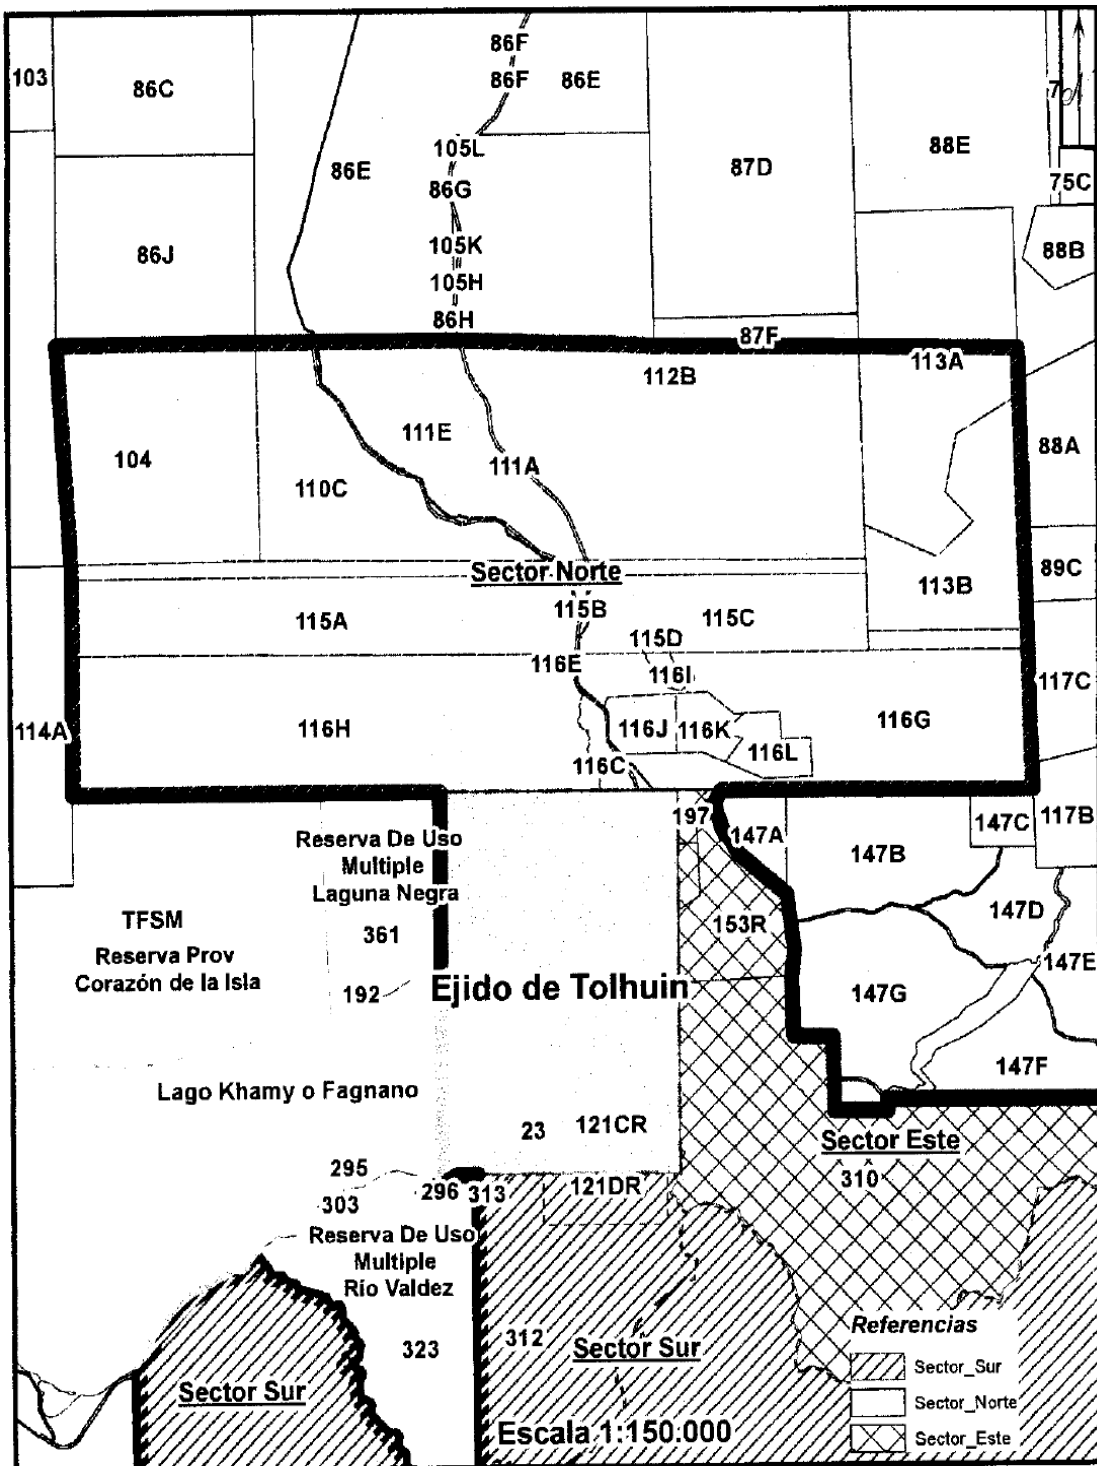 86F
103
86C
86F
86E
7
105L
88E
86E
87D
86G
75C
86J
105K
88B
105H
86H
87F
113A
112B
111E
104
111A
88A
110C
Sector Norte
89C
113B
115A
115B
115C
115D
116E
116I
117C
114A
116H
116J
116K
116G
116L
116C
197
147A
147C
117B
Reserva De Uso
Multiple
Laguna Negra
147B
TFSM
361
153R
147D
Reserva Prov
Corazón de la Isla
147E
192
Ejido de Tolhuin
147G
147F
Lago Khamy o Fagnano
23
121CR
Sector Este
310
295
296
313
121DR
303
Reserva De Uso
Multiple
Río Valdez
312
Sector Sur
323
Sector Sur
Escala 1:150.000
Referencias
Sector_Sur
Sector_Norte
Sector_Este